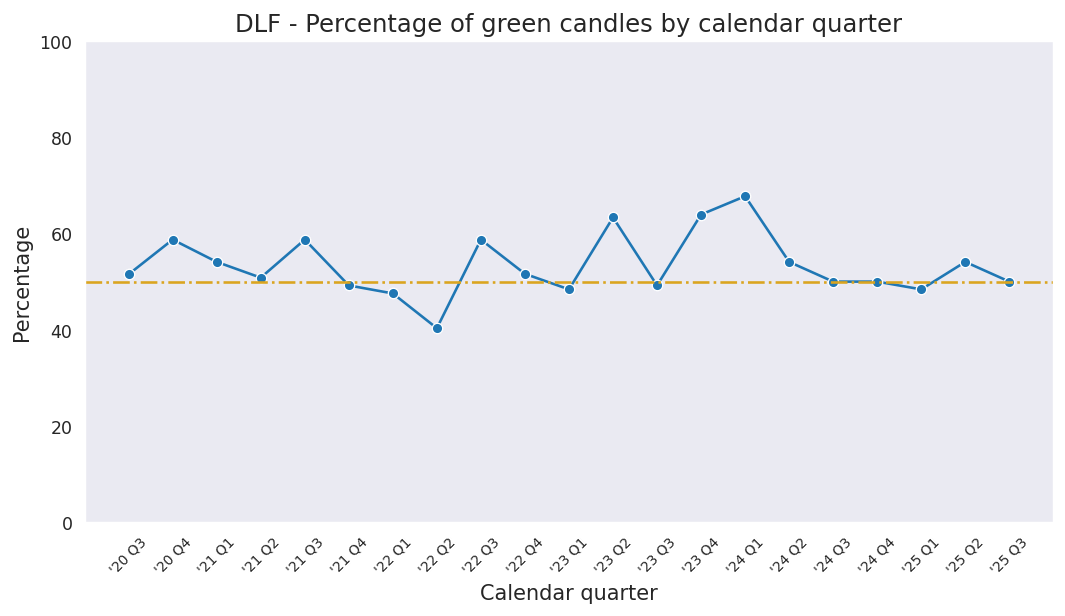 DLF - Percentage of green candles by calendar quarter
100
80
60
40
20
0
Percentage
'20 Q3
'20 Q4
'21 Q1
'21 Q2
'21 Q3
'21 Q4
'22 Q1
'22 Q2
'22 Q3
'22 Q4
'23 Q1
'23 Q2
'23 Q3
'23 Q4
'24 Q1
'24 Q2
'24 Q3
'24 Q4
'25 Q1
'25 Q2
'25 Q3
Calendar quarter